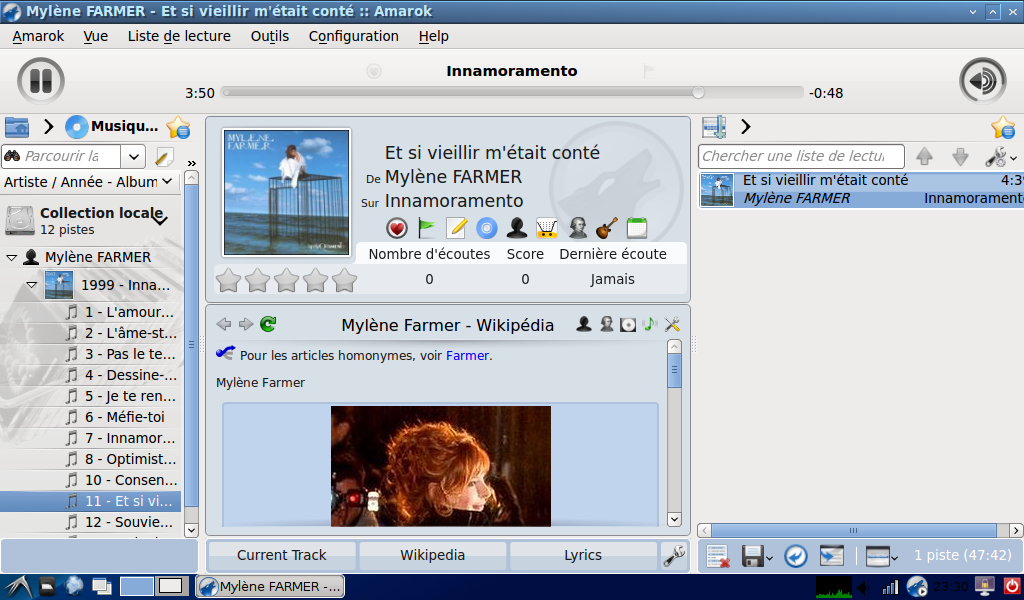 Mylène FARMER - Et si vieillir m'était conté :: Amarok
Amarok Vue Liste de lecture Outils Configuration Help
Innamoramento
3:50 -0:48
Musiqu...
Parcourir la
Artiste / Année - Album
Collection locale
12 pistes
Mylène FARMER
1999 - Inna...
1 - L'amour...
2 - L'âme-st...
3 - Pas le te...
4 - Dessine-...
5 - Je te ren...
6 - Méfie-toi
7 - Innamor...
8 - Optimist...
10 - Consen...
11 - Et si vi...
12 - Souvie...
MYLENE
FARMER
Et si vieillir m'était conté
De Mylène FARMER
Sur Innamoramento
Nombre d'écoutes Score Dernière écoute
0 0 Jamais
Mylène Farmer - Wikipédia
Pour les articles homonymes, voir Farmer.
Mylène Farmer
Current Track Wikipedia Lyrics
Chercher une liste de lectu
Et si vieillir m'était conté 4:39
Mylène FARMER Innamoramento
1 piste (47:42)
Mylène FARMER -...
23:30